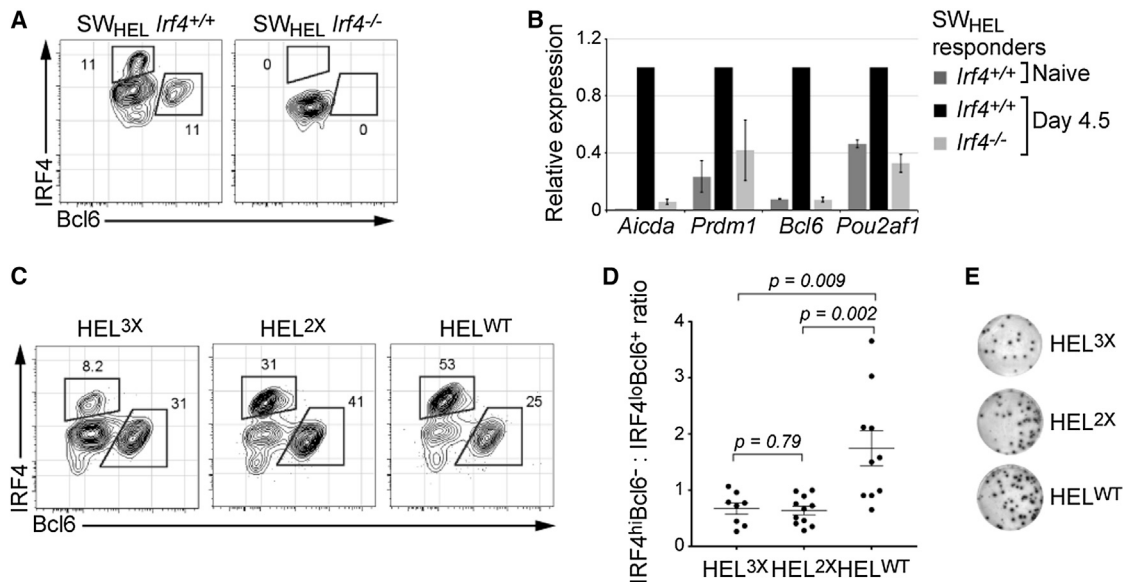 A
SWHEL Irf4+/+
SWHEL Irf4-/-
11
11
0
0
IRF4
Bcl6
B
Relative expression
1.2
0.8
0.4
0
Aicda Prdm1 Bcl6 Pou2af1
SWHEL
responders
Irf4+/+ Naive
Irf4+/+
Irf4-/-
Day 4.5
C
HEL3X
HEL2X
HELWT
8.2
31
31
41
53
25
IRF4
Bcl6
D
IRF4hiBcl6- : IRF4loBcl6+ ratio
p = 0.009
p = 0.002
p = 0.79
4
3
2
1
0
HEL3X HEL2X HELWT
E
HEL3X
HEL2X
HELWT